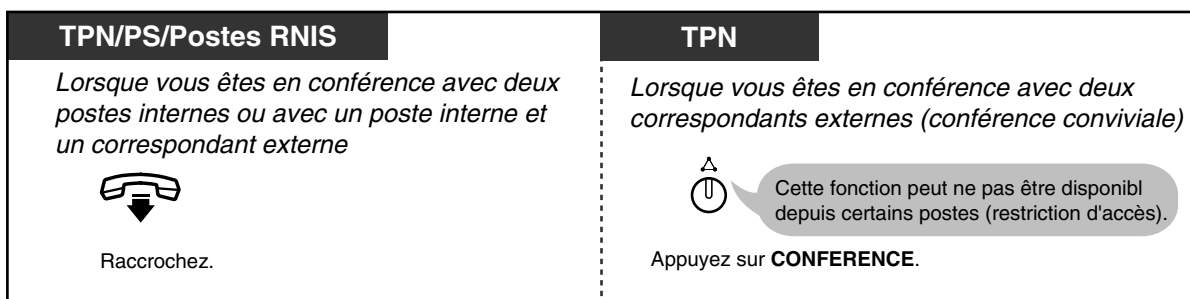 TPN/PS/Postes RNIS
Lorsque vous êtes en conférence avec deux
postes internes ou avec un poste interne et
un correspondant externe
Raccrochez.
TPN
Lorsque vous êtes en conférence avec deux
correspondants externes (conférence conviviale)
Cette fonction peut ne pas être disponibl
depuis certains postes (restriction d'accès).
Appuyez sur CONFERENCE.